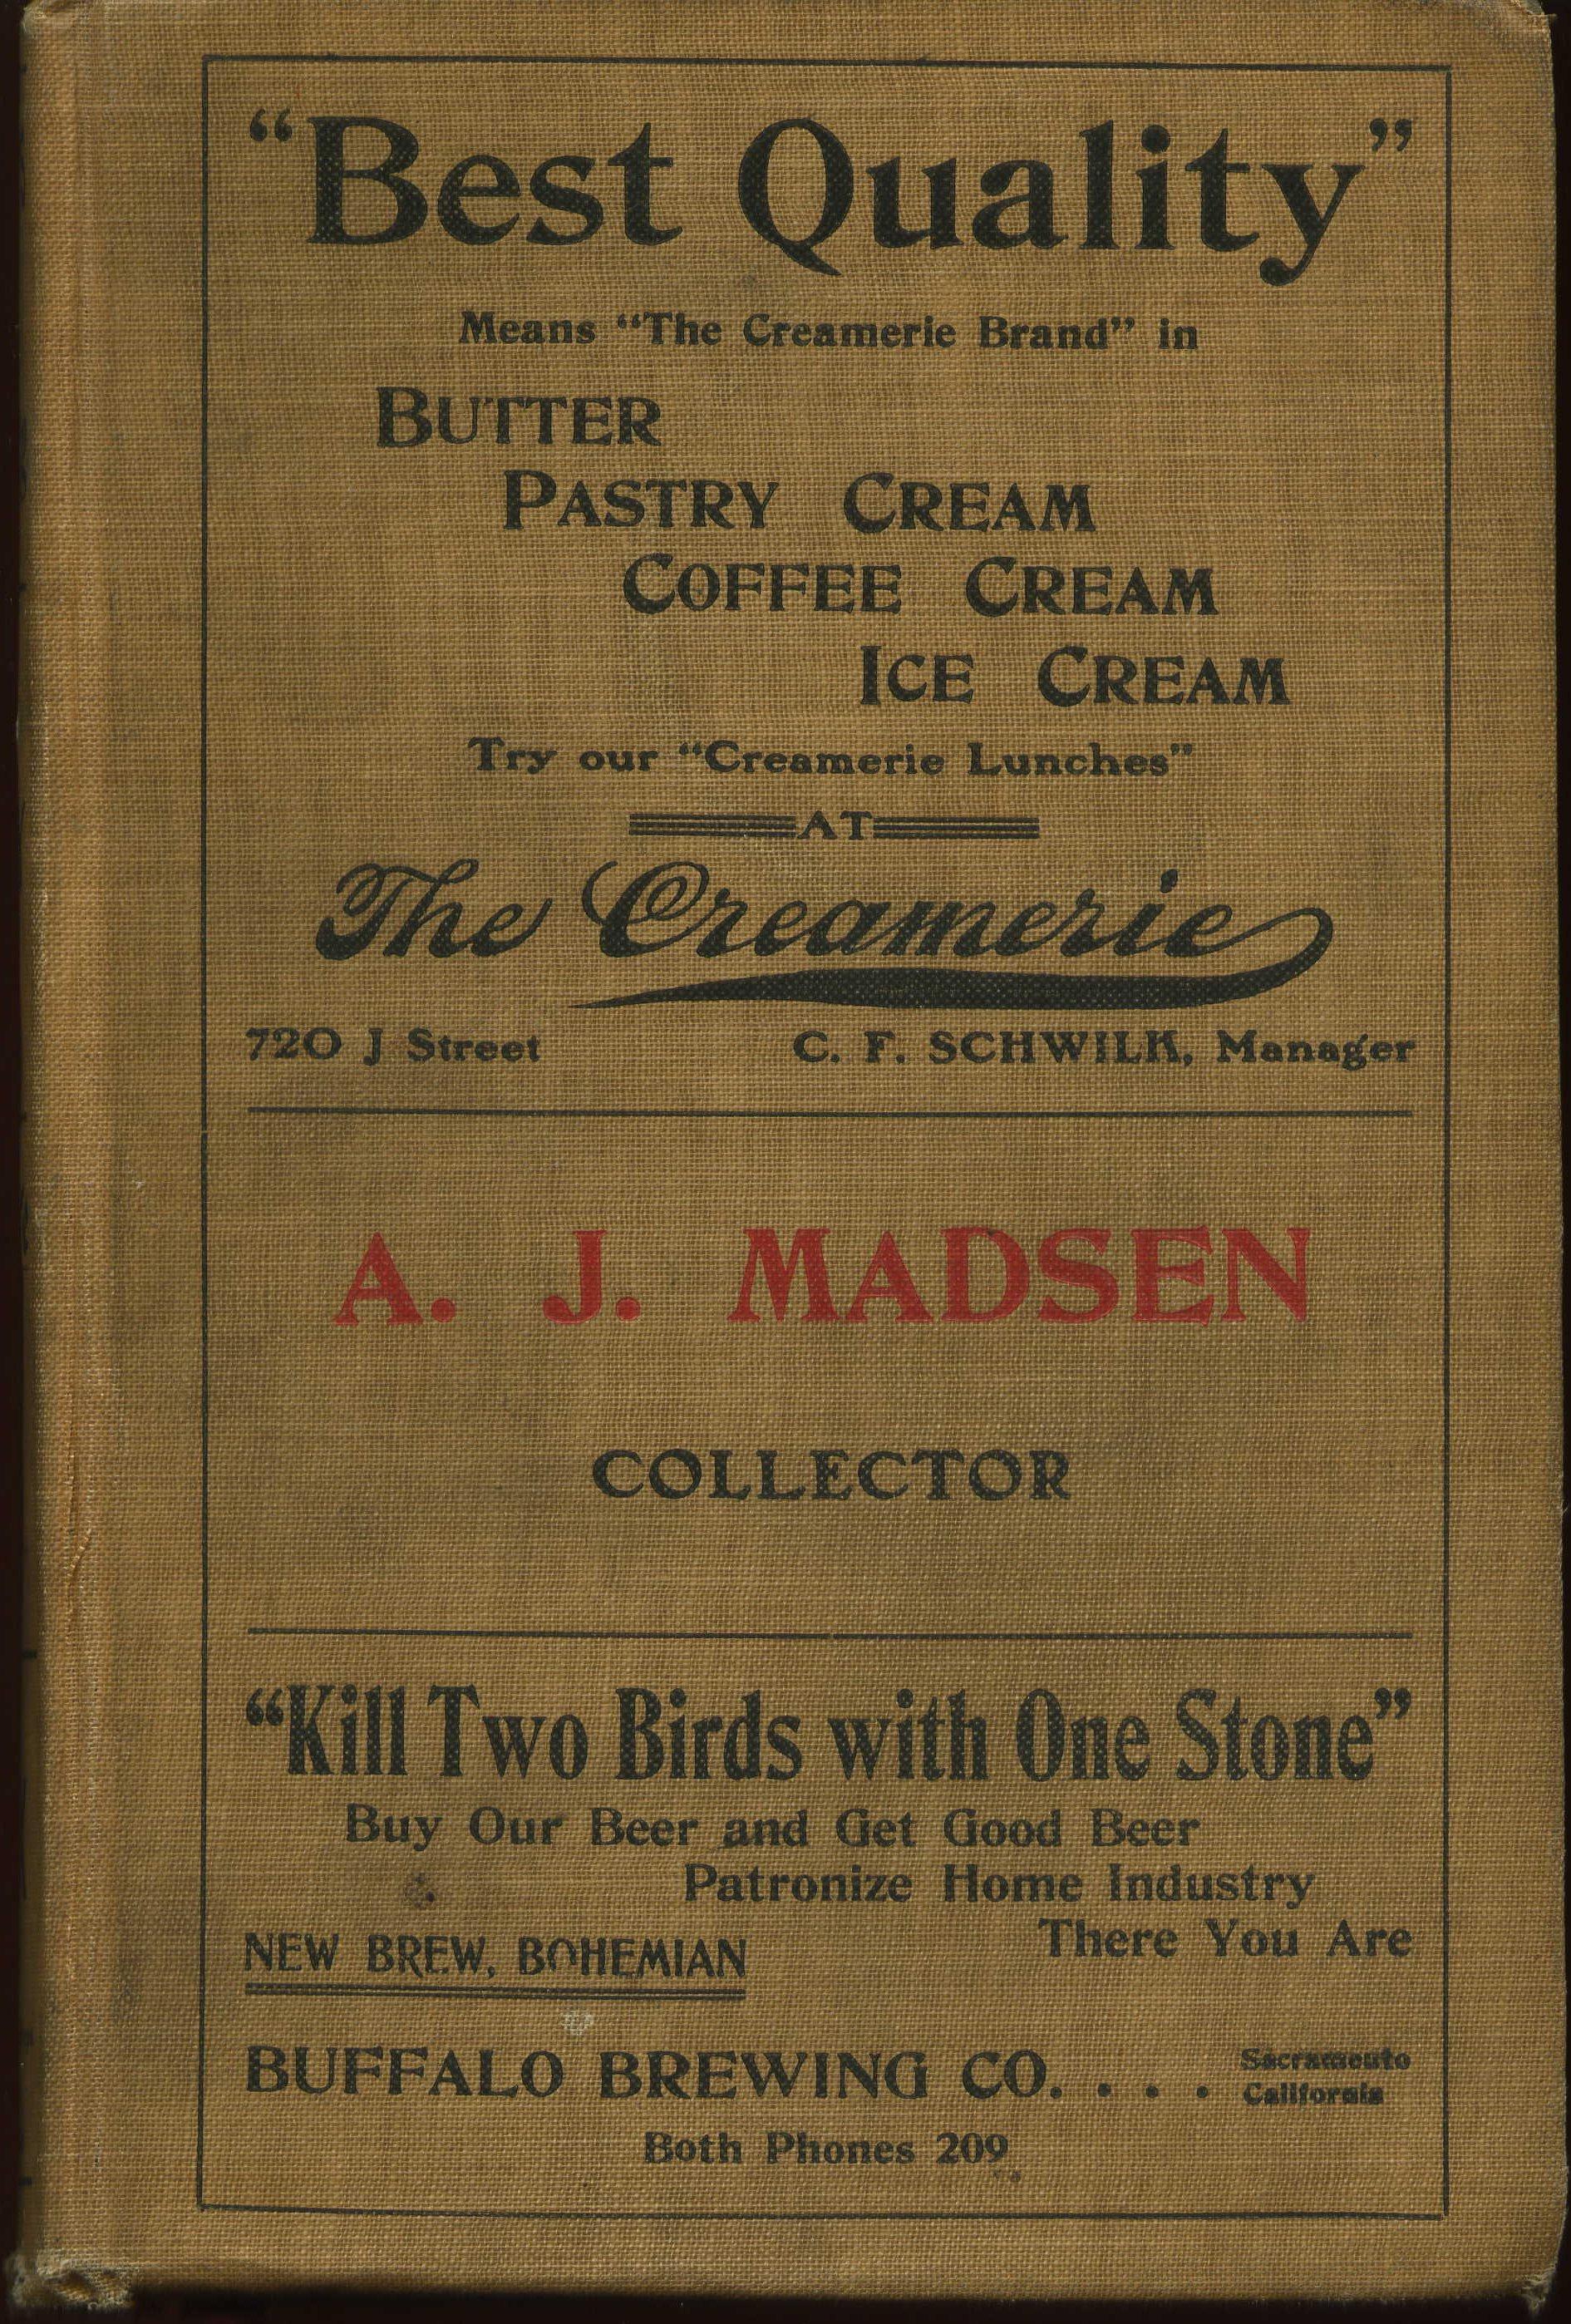 “Best Quality”
Means “The Creamerie Brand” in
BUTTER
PASTRY CREAM
COFFEE CREAM
ICE CREAM
Try our “Creamerie Lunches”
AT
The Creamerie
720 J Street C. F. SCHWILK, Manager
A. J. MADSEN
COLLECTOR
“Kill Two Birds with One Stone”
Buy Our Beer and Get Good Beer
Patronize Home Industry
There You Are
NEW BREW, BOHEMIAN
BUFFALO BREWING CO. . . . Sacramento
California
Both Phones 209